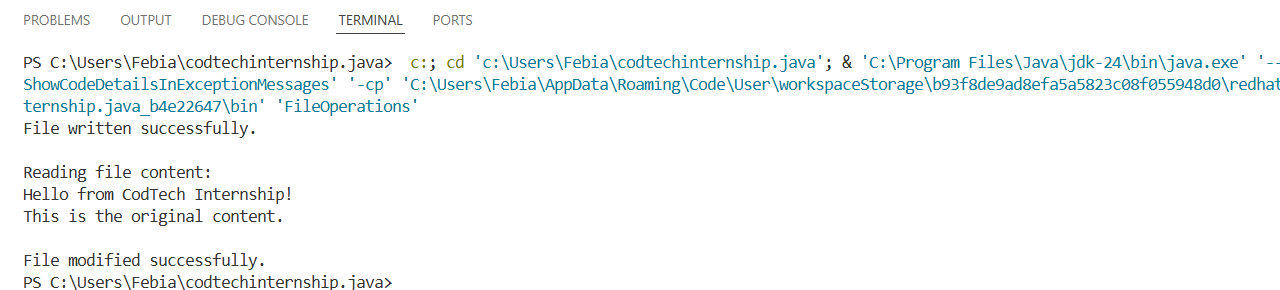 PROBLEMS OUTPUT DEBUG CONSOLE TERMINAL PORTS
PS C:\Users\Febia\codtechinternship.java>  c:; cd 'c:\Users\Febia\codtechinternship.java'; & 'C:\Program Files\Java\jdk-24\bin\java.exe' '--
ShowCodeDetailsInExceptionMessages' '-cp' 'C:\Users\Febia\AppData\Roaming\Code\User\workspaceStorage\b93f8de9ad8efa5a5823c08f055948d0\redhat
ternship.java_b4e22647\bin' 'FileOperations'
File written successfully.
Reading file content:
Hello from CodTech Internship!
This is the original content.
File modified successfully.
PS C:\Users\Febia\codtechinternship.java>